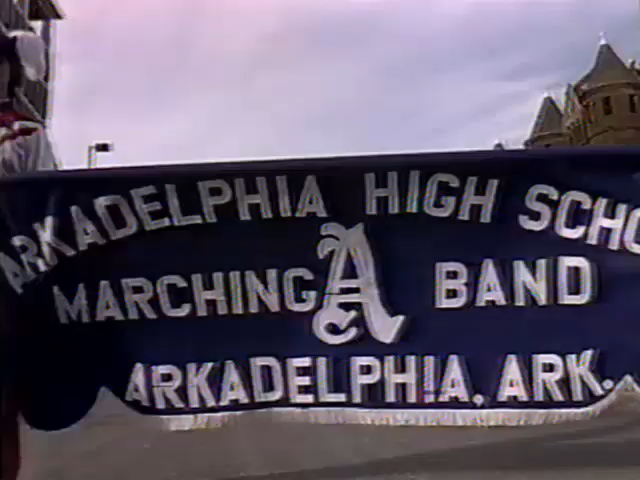 ARKADELPHIA HIGH SCHO
MARCHING A BAND
ARKADELPHIA, ARK.